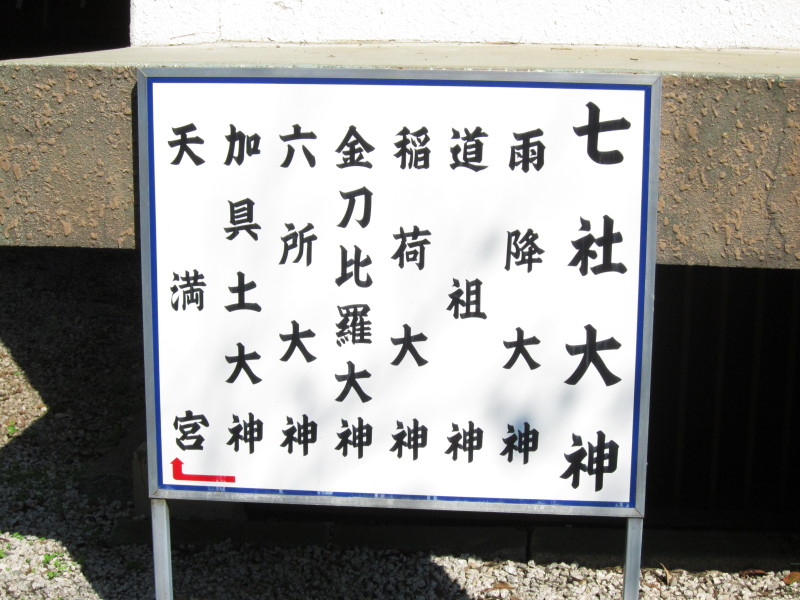 七社大神
雨降大神
道祖神
稲荷大神
金刀比羅大神
六所大神
加具土大神
天満宮